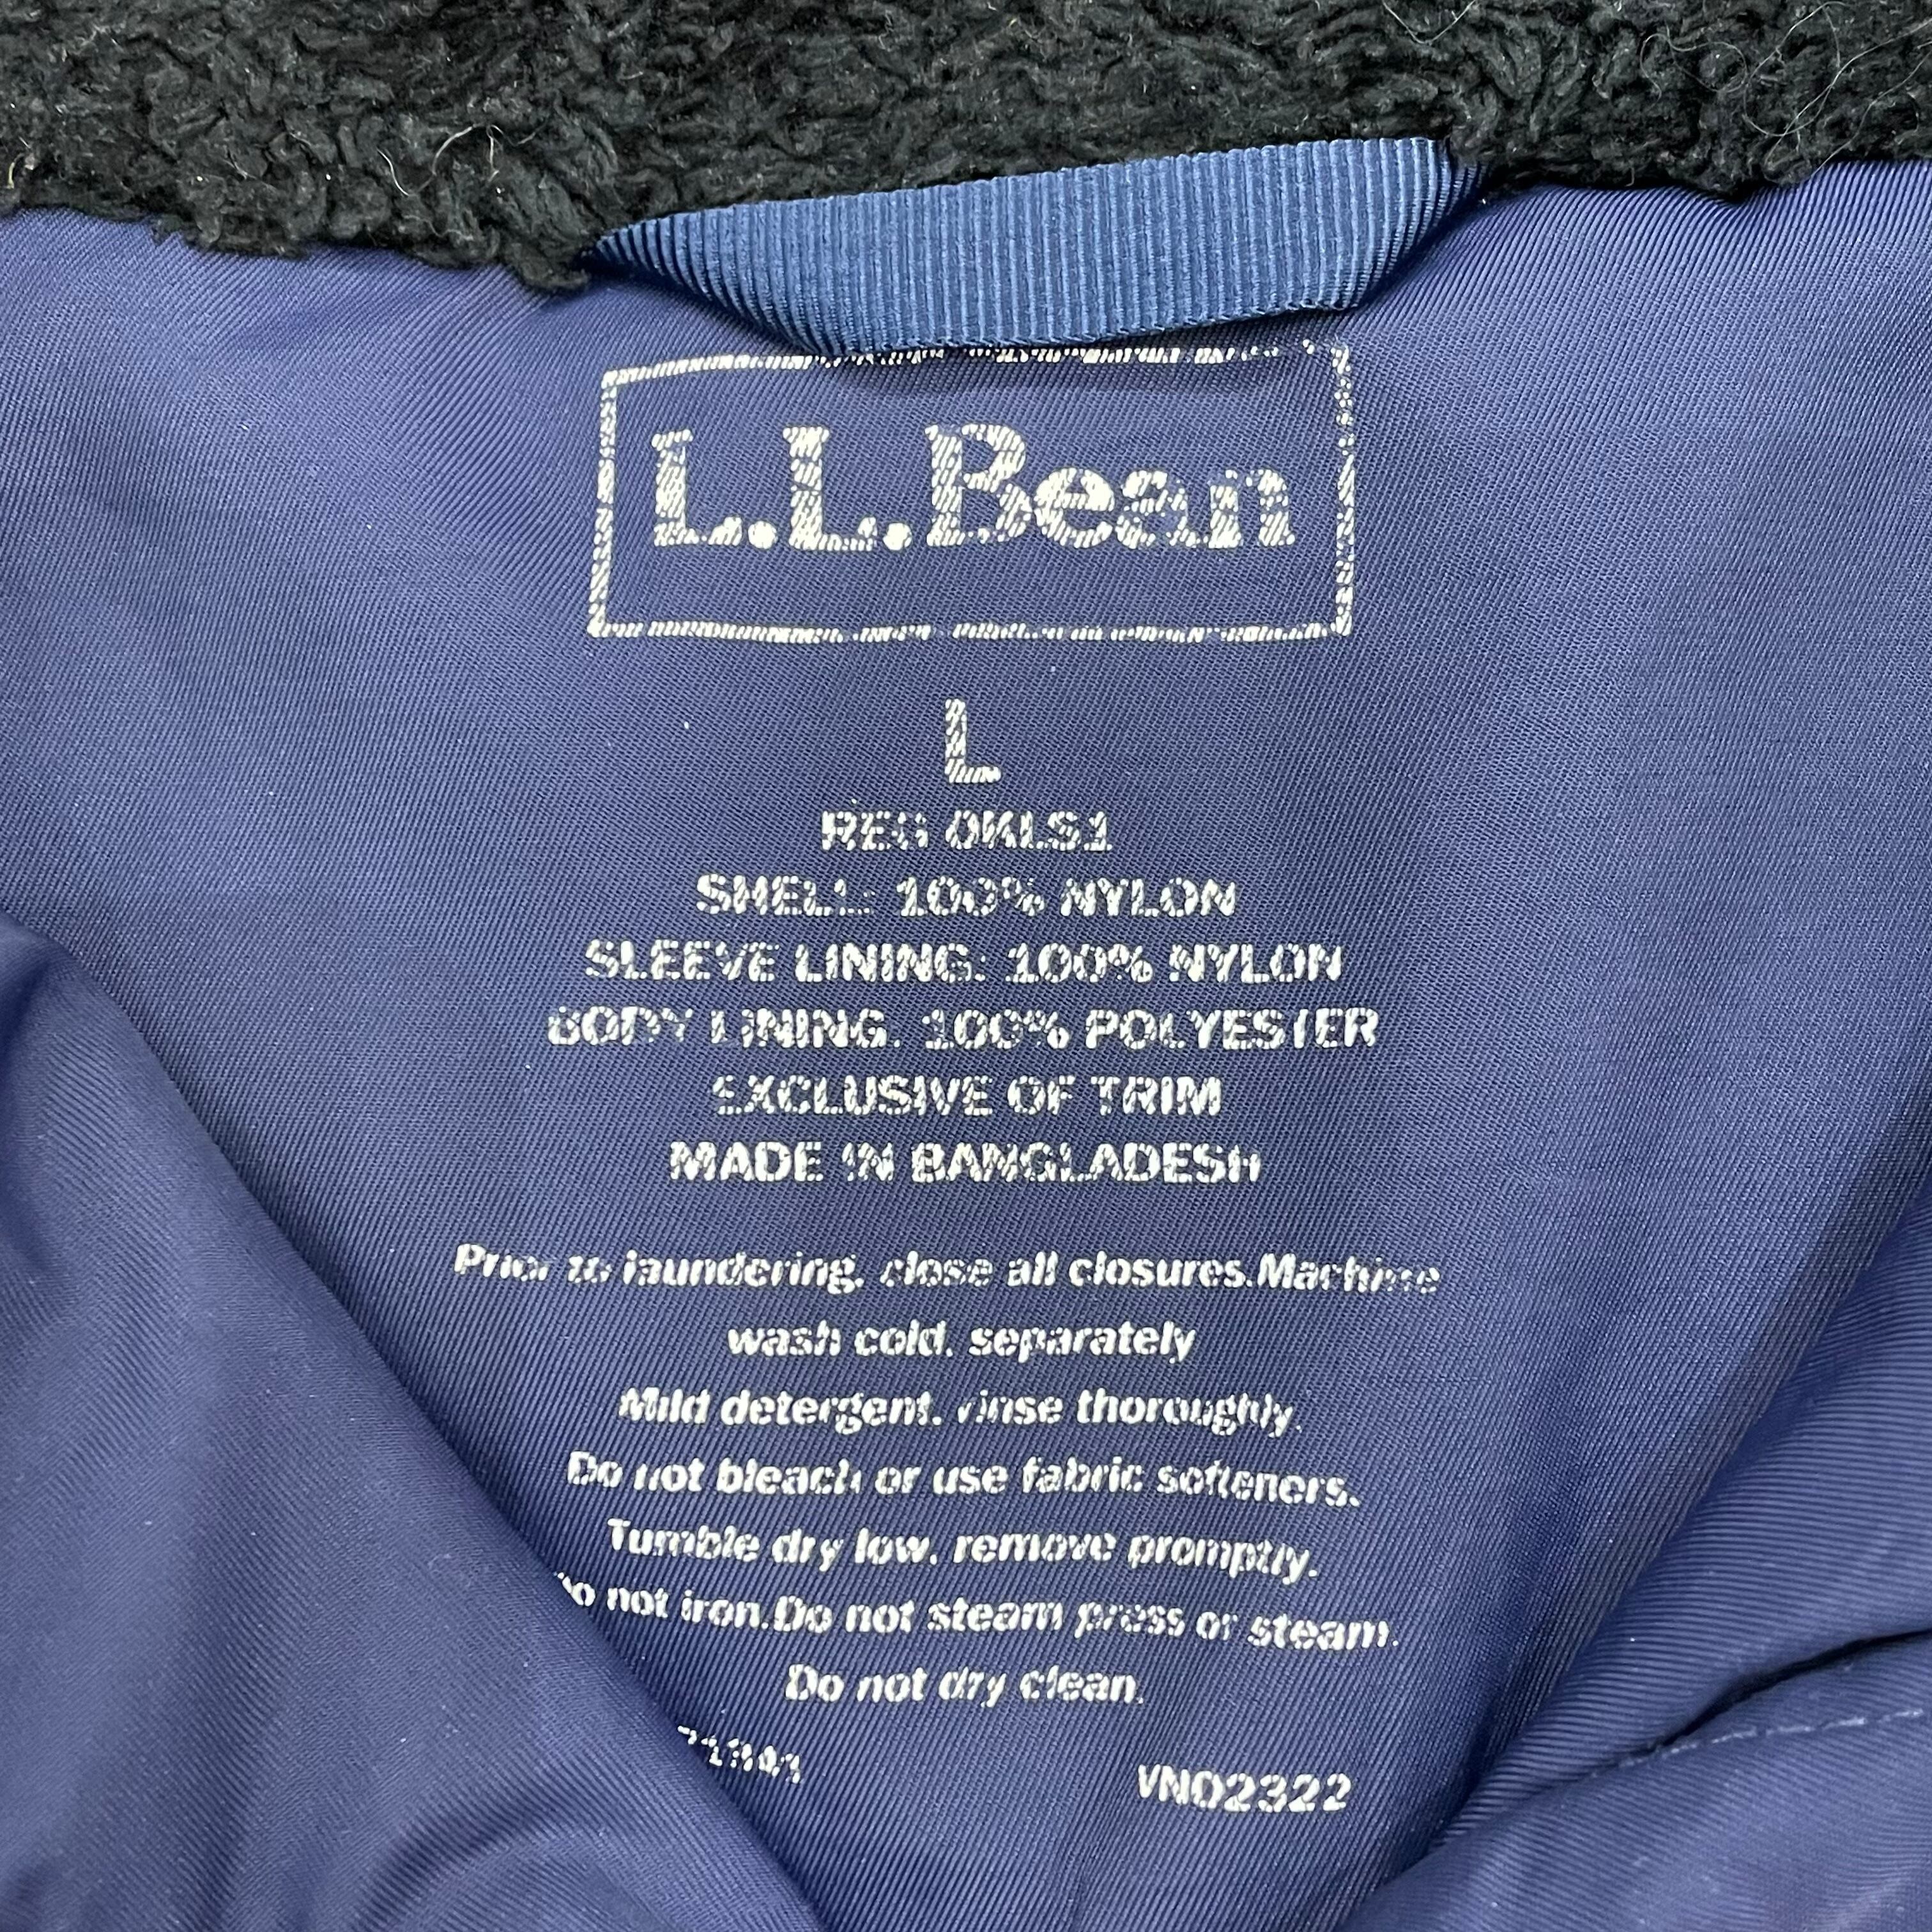 L.L.Bean
L
REG 0KLS1
SHELL: 100% NYLON
SLEEVE LINING: 100% NYLON
BODY LINING: 100% POLYESTER
EXCLUSIVE OF TRIM
MADE IN BANGLADESH
Prior to laundering, close all closures.Machine
wash cold, separately
Mild detergent, rinse thoroughly.
Do not bleach or use fabric softeners.
Tumble dry low, remove promptly.
Do not iron.Do not steam press or steam.
Do not dry clean.
VN02322